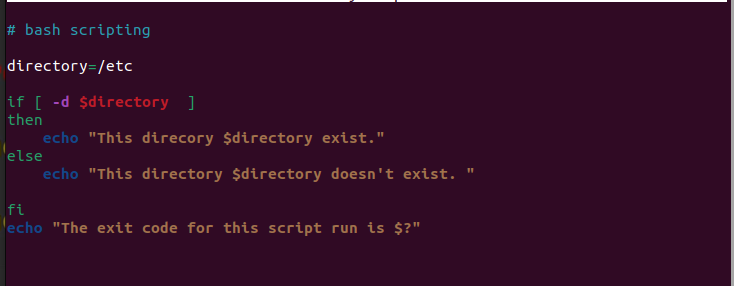 # bash scripting
directory=/etc
if [ -d $directory  ]
then
    echo "This direcory $directory exist."
else
    echo "This directory $directory doesn't exist. "
fi
echo "The exit code for this script run is $?"